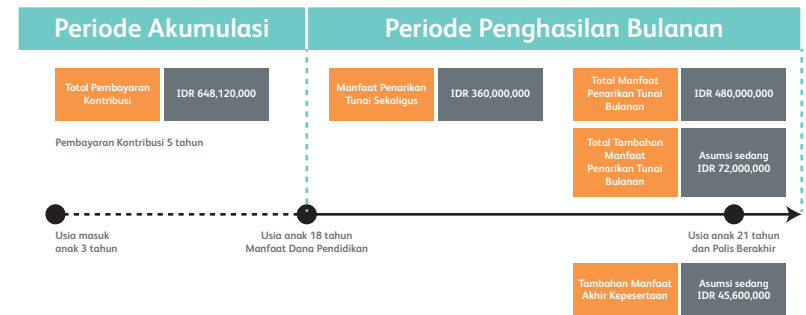 Periode Akumulasi
Periode Penghasilan Bulanan
Total Pembayaran
Kontribusi
IDR 648,120,000
Manfaat Penarikan
Tunai Sekaligus
IDR 360,000,000
Total Manfaat
Penarikan Tunai
Bulanan
IDR 480,000,000
Pembayaran Kontribusi 5 tahun
Total Tambahan
Manfaat
Penarikan Tunai
Bulanan
Asumsi sedang
IDR 72,000,000
Usia masuk
anak 3 tahun
Usia anak 18 tahun
Manfaat Dana Pendidikan
Usia anak 21 tahun
dan Polis Berakhir
Tambahan Manfaat
Akhir Kepesertaan
Asumsi sedang
IDR 45,600,000